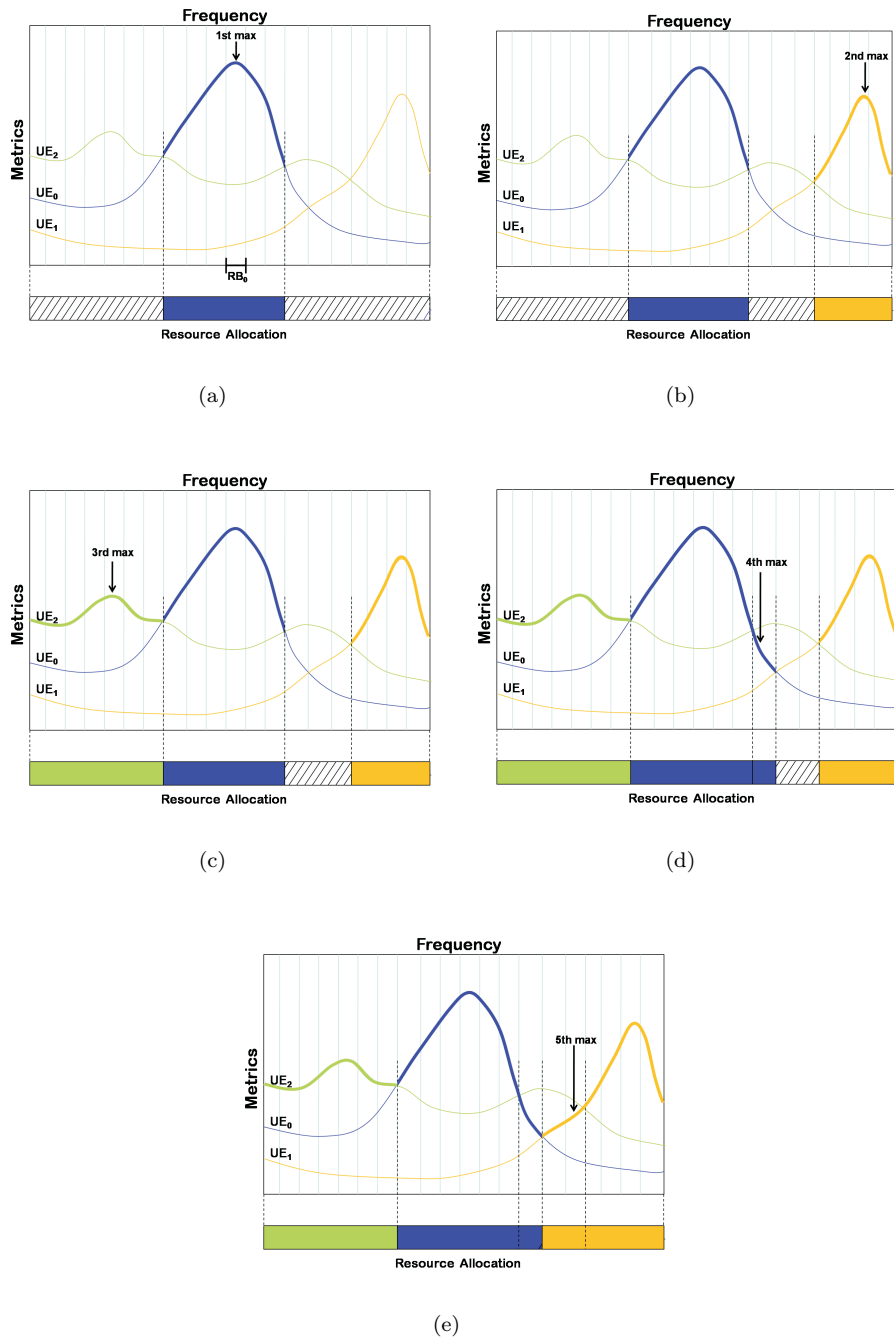 Frequency
1st max
Metrics
UE₂
UE₀
UE₁
RB₀
Resource Allocation
(a)
Frequency
2nd max
Metrics
UE₂
UE₀
UE₁
Resource Allocation
(b)
Frequency
3rd max
Metrics
UE₂
UE₀
UE₁
Resource Allocation
(c)
Frequency
4th max
Metrics
UE₂
UE₀
UE₁
Resource Allocation
(d)
Frequency
5th max
Metrics
UE₂
UE₀
UE₁
Resource Allocation
(e)